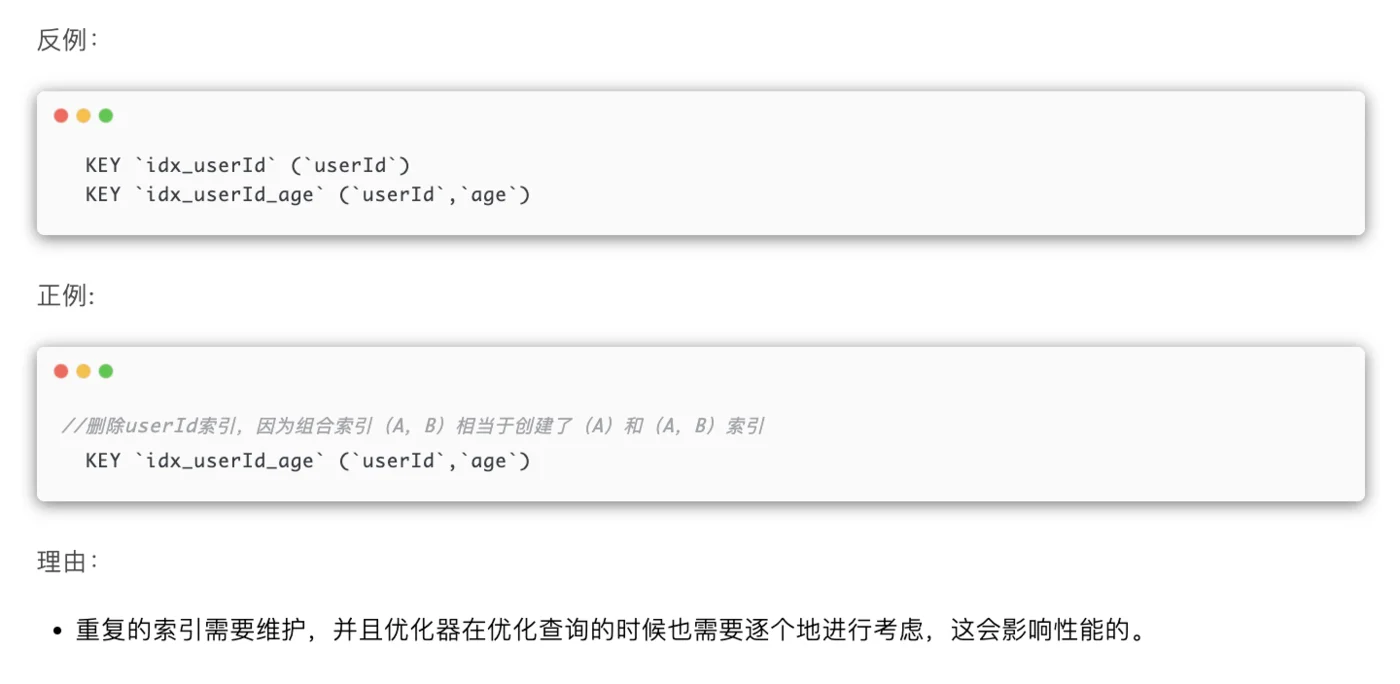 反例：
KEY `idx_userId` (`userId`)
KEY `idx_userId_age` (`userId`,`age`)
正例:
//删除userId索引，因为组合索引（A，B）相当于创建了（A）和（A，B）索引
KEY `idx_userId_age` (`userId`,`age`)
理由：
• 重复的索引需要维护，并且优化器在优化查询的时候也需要逐个地进行考虑，这会影响性能的。